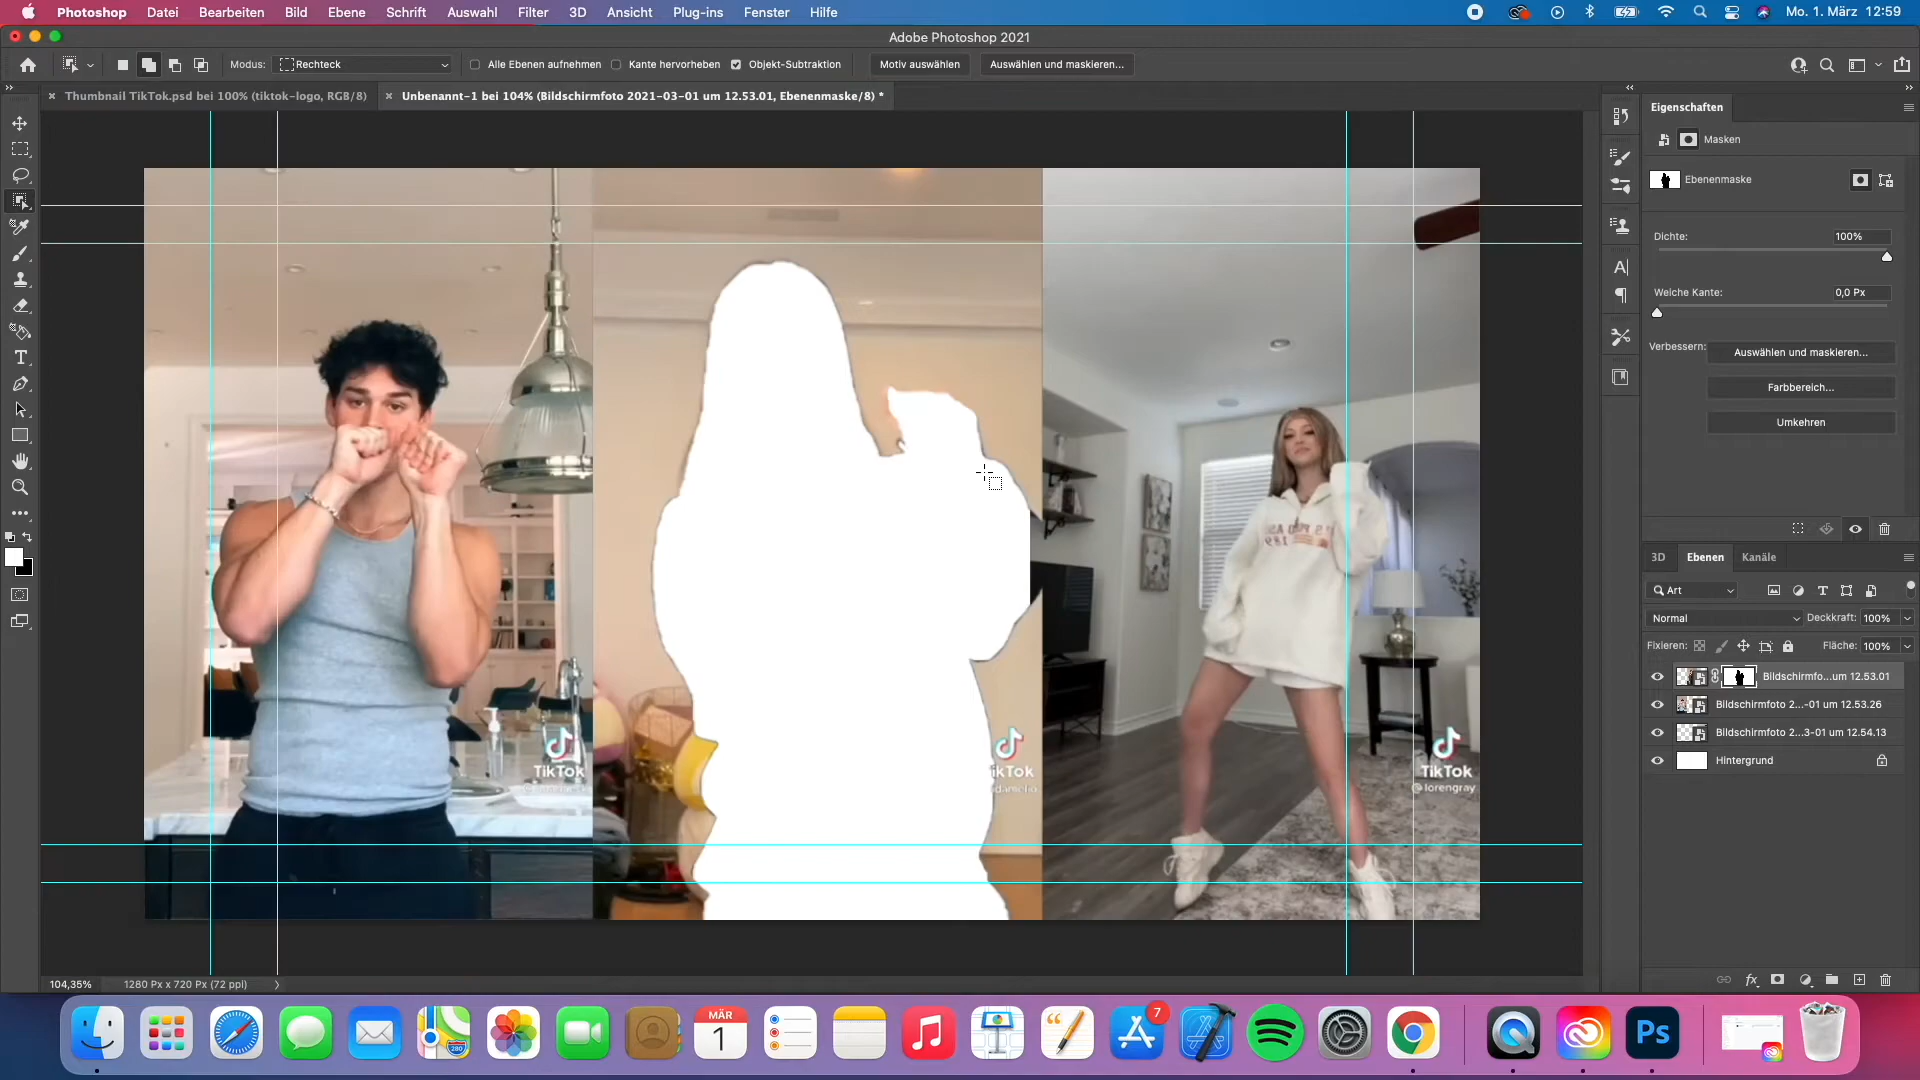 Photoshop Datei Bearbeiten Bild Ebene Schrift Auswahl Filter 3D Ansicht Plug-ins Fenster Hilfe Mo. 1. März 12:59
Adobe Photoshop 2021
Modus: Rechteck Alle Ebenen aufnehmen Kante hervorheben Objekt-Subtraktion Motiv auswählen Auswählen und maskieren...
Thumbnail TikTok.psd bei 100% (tiktok-logo, RGB/8) Unbenannt-1 bei 104% (Bildschirmfoto 2021-03-01 um 12.53.01, Ebenenmaske/8) *
Eigenschaften
Masken
Ebenenmaske
Dichte: 100%
Weiche Kante: 0,0 Px
Verbessern: Auswählen und maskieren...
Farbbereich...
Umkehren
3D Ebenen Kanäle
Art
Normal Deckkraft: 100%
Fixieren: Fläche: 100%
Bildschirmfo...um 12.53.01
Bildschirmfoto 2...-01 um 12.53.26
Bildschirmfoto 2...3-01 um 12.54.13
Hintergrund
TikTok
ikTok
damelio
TikTok
@lorengray
104,35% 1280 Px x 720 Px (72 ppi)
MÄR
1
280
7
Ps